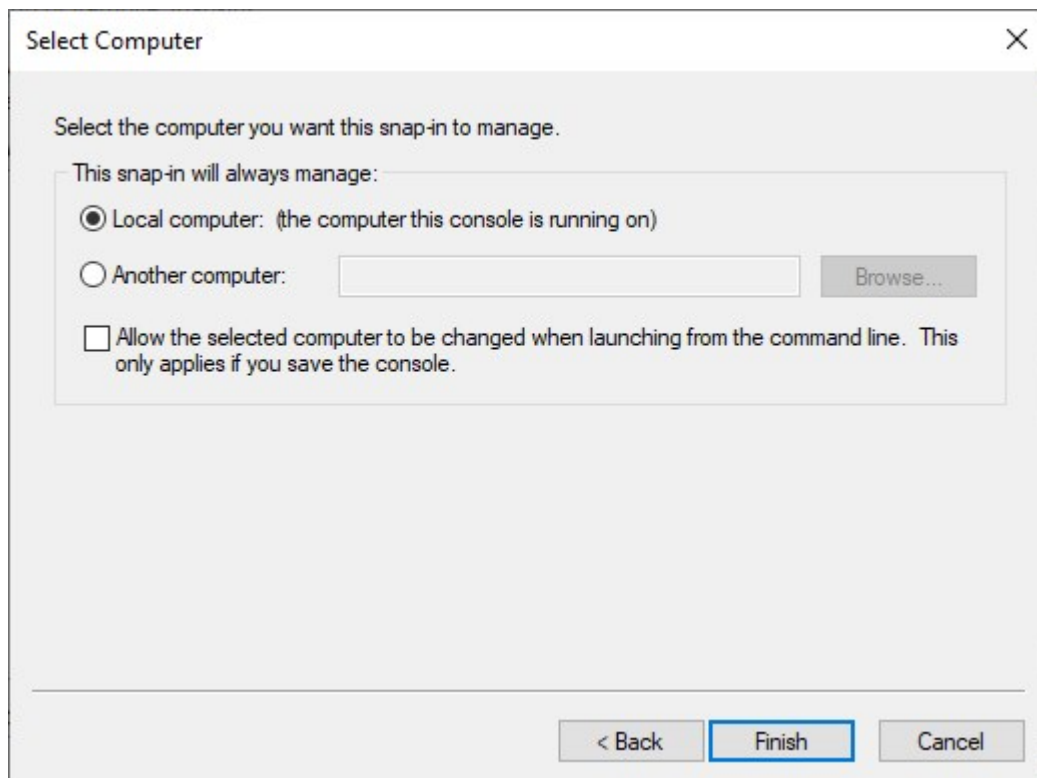 Select Computer
Select the computer you want this snap-in to manage.
This snap-in will always manage:
Local computer:  (the computer this console is running on)
Another computer:
Browse...
Allow the selected computer to be changed when launching from the command line.  This
only applies if you save the console.
< Back
Finish
Cancel